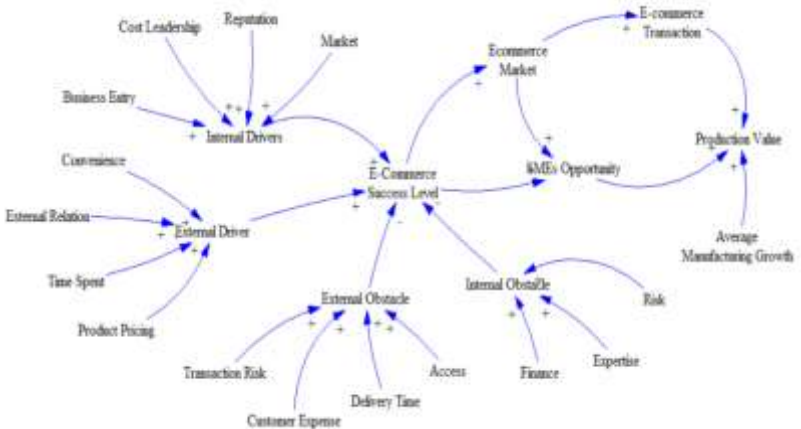 Cost Leadership
Reputation
Market
Business Entry
Internal Drivers
Ecommerce
Market
E-commerce
Transaction
Convenience
External Relation
External Driver
Time Spent
Product Pricing
E-Commerce
Success Level
SMEs Opportunity
Production Value
Average
Manufacturing Growth
External Obstacle
Internal Obstacle
Risk
Transaction Risk
Customer Expense
Delivery Time
Access
Finance
Expertise